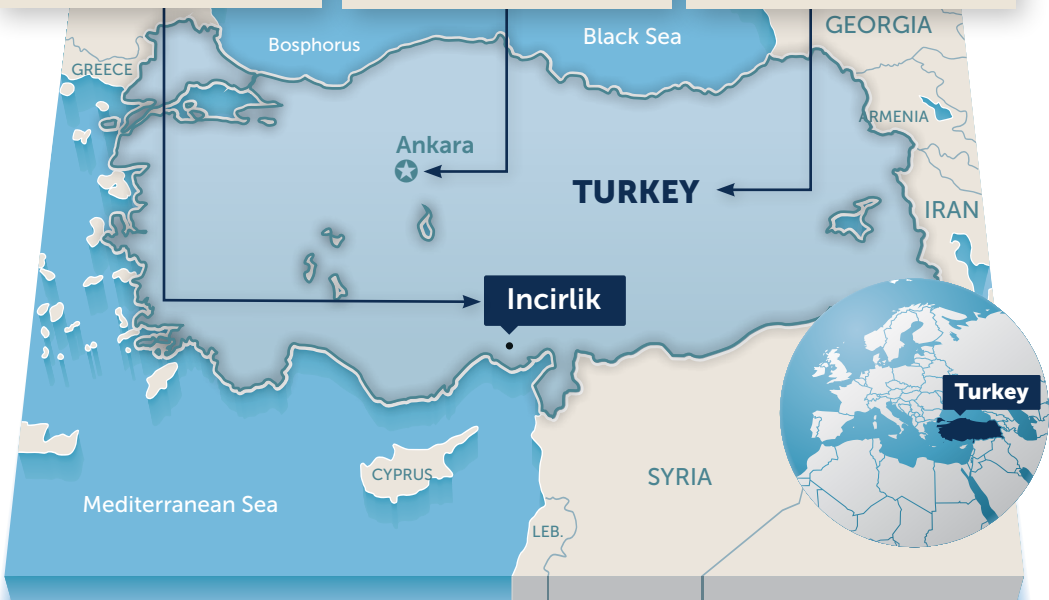 Bosphorus
Black Sea
GEORGIA
GREECE
ARMENIA
Ankara
TURKEY
IRAN
Incirlik
Turkey
CYPRUS
SYRIA
Mediterranean Sea
LEB.